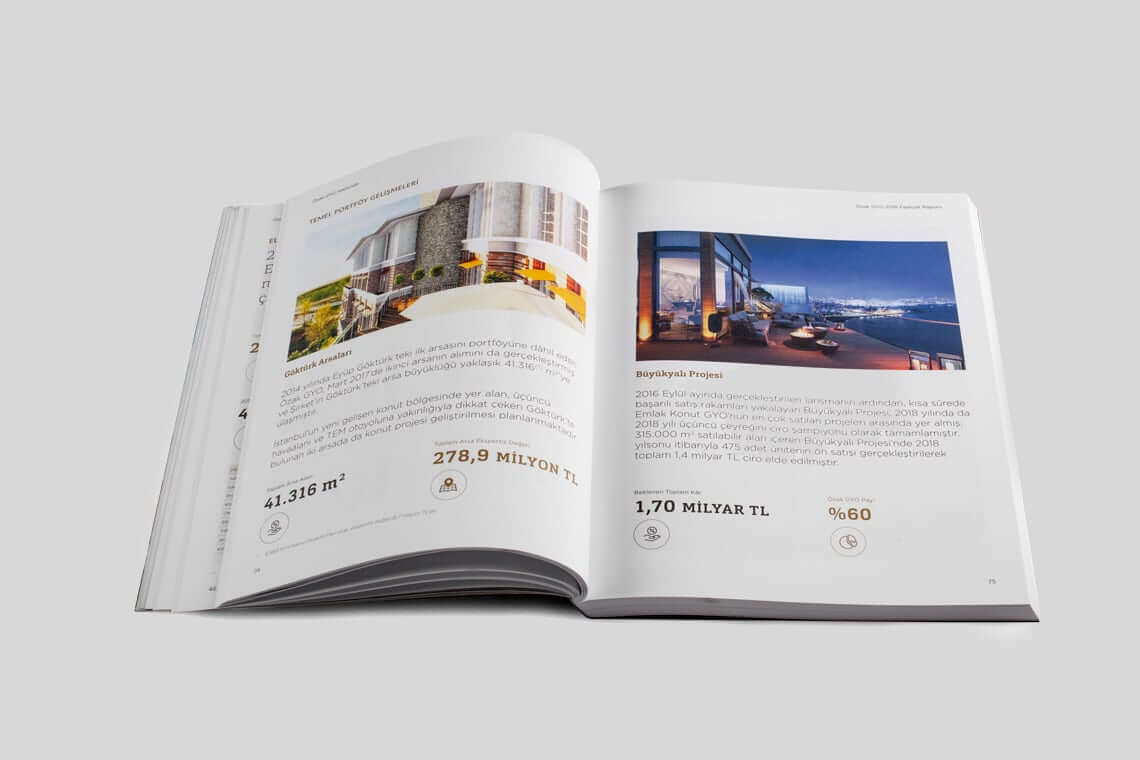 TEMEL PORTFÖY GELİŞMELERİ
Göktürk Arsaları
2014 yılında Eyüp Göktürk'teki ilk arsasını portföyüne dahil eden
Özak GYO, Mart 2017'de ikinci arsanın alımını da gerçekleştirmiş
ve Şirket'in Göktürk'teki arsa büyüklüğü yaklaşık 41.316⁽¹⁾ m²'ye
ulaşmıştır.
İstanbul'un yeni gelişen konut bölgesinde yer alan, üçüncü
havaalanı ve TEM otoyoluna yakınlığıyla dikkat çeken Göktürk'te
bulunan iki arsada da konut projesi geliştirilmesi planlanmaktadır.
Toplam Arsa Alanı
41.316 m²
Toplam Arsa Ekspertiz Değeri
278,9 MİLYON TL
Özak GYO 2018 Faaliyet Raporu
Büyükyalı Projesi
2016 Eylül ayında gerçekleştirilen lansmanın ardından, kısa sürede
başarılı satış rakamları yakalayan Büyükyalı Projesi, 2018 yılında da
Emlak Konut GYO'nun en çok satılan projeleri arasında yer almış,
2018 yılı üçüncü çeyreğini ciro şampiyonu olarak tamamlamıştır.
315.000 m² satılabilir alan içeren Büyükyalı Projesi'nde 2018
yılsonu itibarıyla 475 adet ünitenin ön satışı gerçekleştirilerek
toplam 1,4 milyar TL ciro elde edilmiştir.
Beklenen Toplam Kâr
1,70 MİLYAR TL
Özak GYO Payı
%60
75